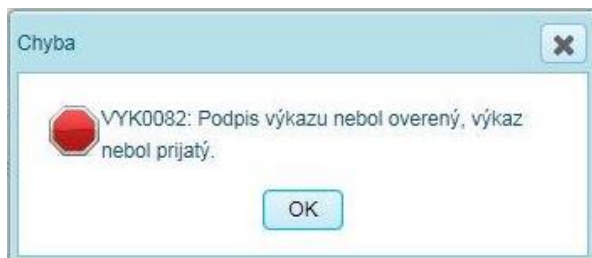 Chyba
VYK0082: Podpis výkazu nebol overený, výkaz
nebol prijatý.
OK